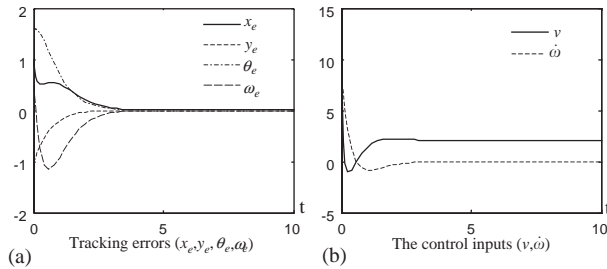 2
1
0
-1
-2
0
5
10
t
x_e
y_e
θ_e
ω_e
(a) Tracking errors (x_e,y_e,θ_e,ω_e)
15
10
5
0
-5
0
5
10
t
v
ω̇
(b) The control inputs (v,ω̇)